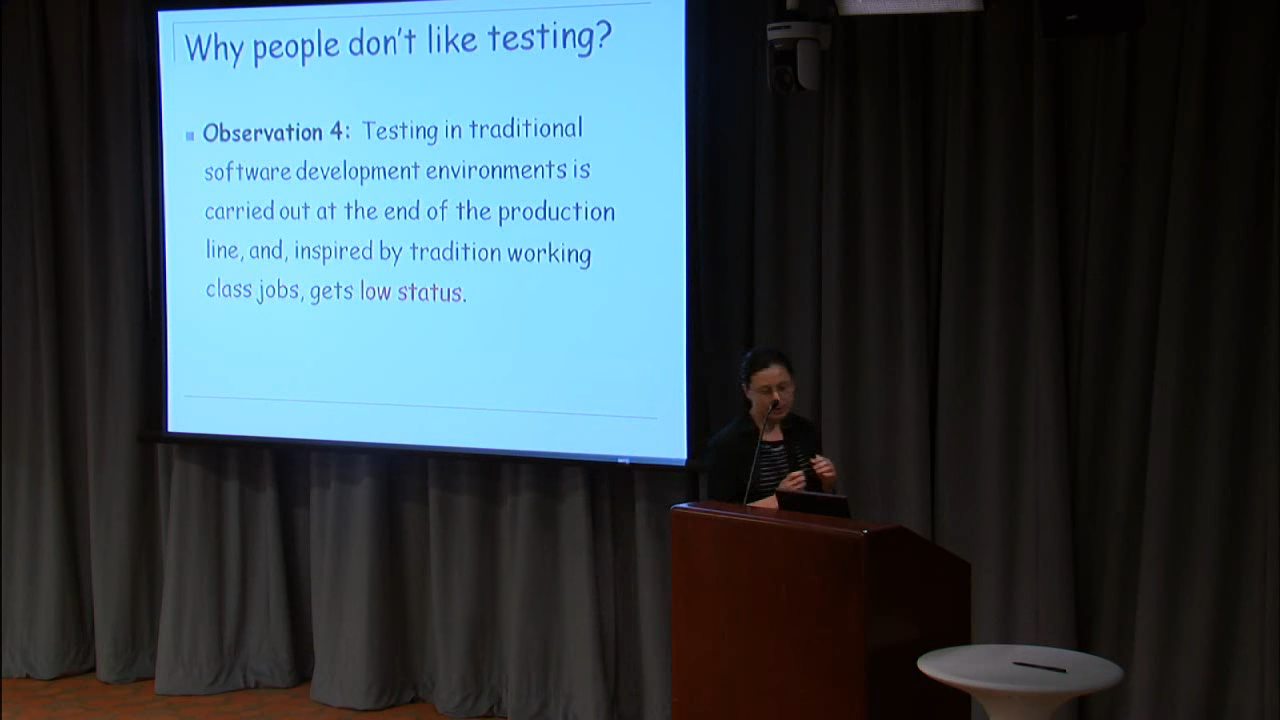 Why people don't like testing?
Observation 4: Testing in traditional
software development environments is
carried out at the end of the production
line, and, inspired by tradition working
class jobs, gets low status.